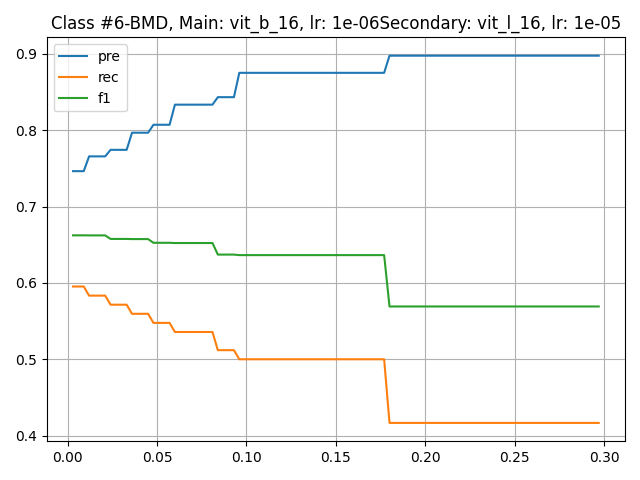 Class #6-BMD, Main: vit_b_16, lr: 1e-06Secondary: vit_l_16, lr: 1e-05
pre
rec
f1
0.9
0.8
0.7
0.6
0.5
0.4
0.00 0.05 0.10 0.15 0.20 0.25 0.30